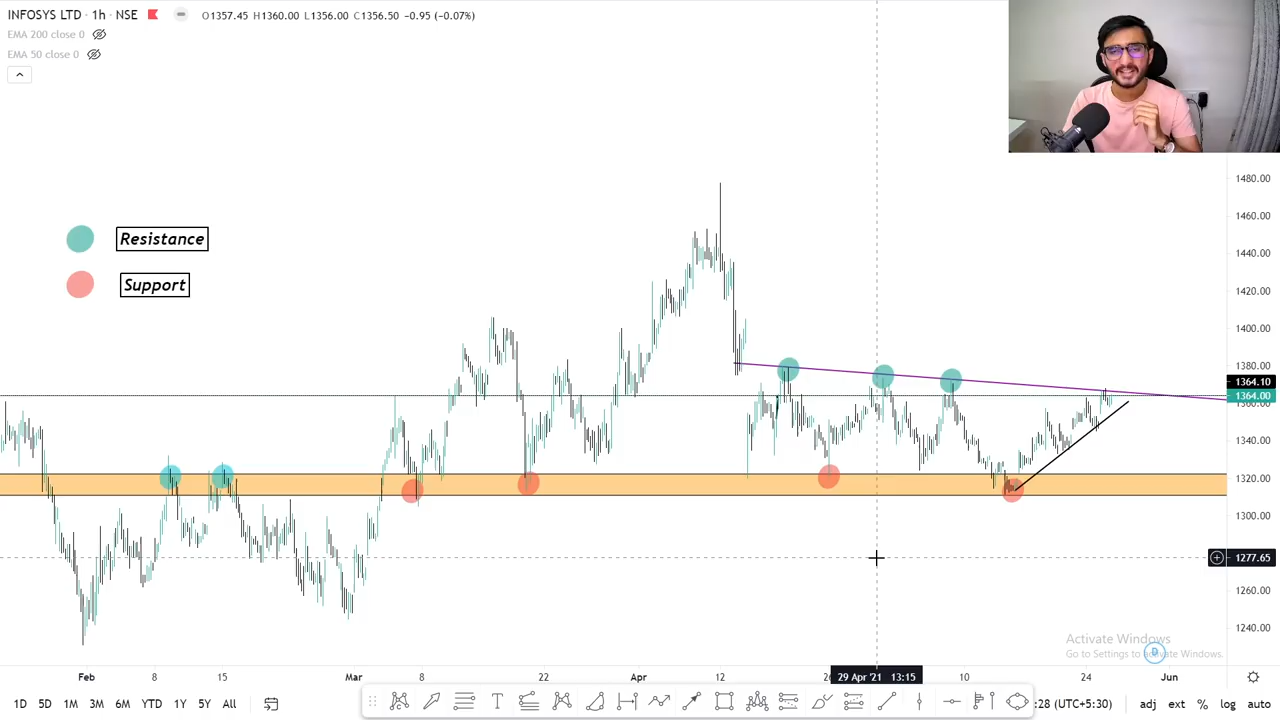 INFOSYS LTD · 1h · NSE O1357.45 H1360.00 L1356.00 C1356.50 -0.95 (-0.07%)
EMA 200 close 0
EMA 50 close 0
Resistance
Support
1480.00
1460.00
1440.00
1420.00
1400.00
1380.00
1364.10
1364.00
1360.00
1340.00
1320.00
1300.00
1277.65
1260.00
1240.00
Activate Windows
Go to Settings to activate Windows.
D
Feb 8 15 Mar 8 22 Apr 12 29 Apr '21 13:15 10 24 Jun
1D 5D 1M 3M 6M YTD 1Y 5Y All T :28 (UTC+5:30) adj ext % log auto